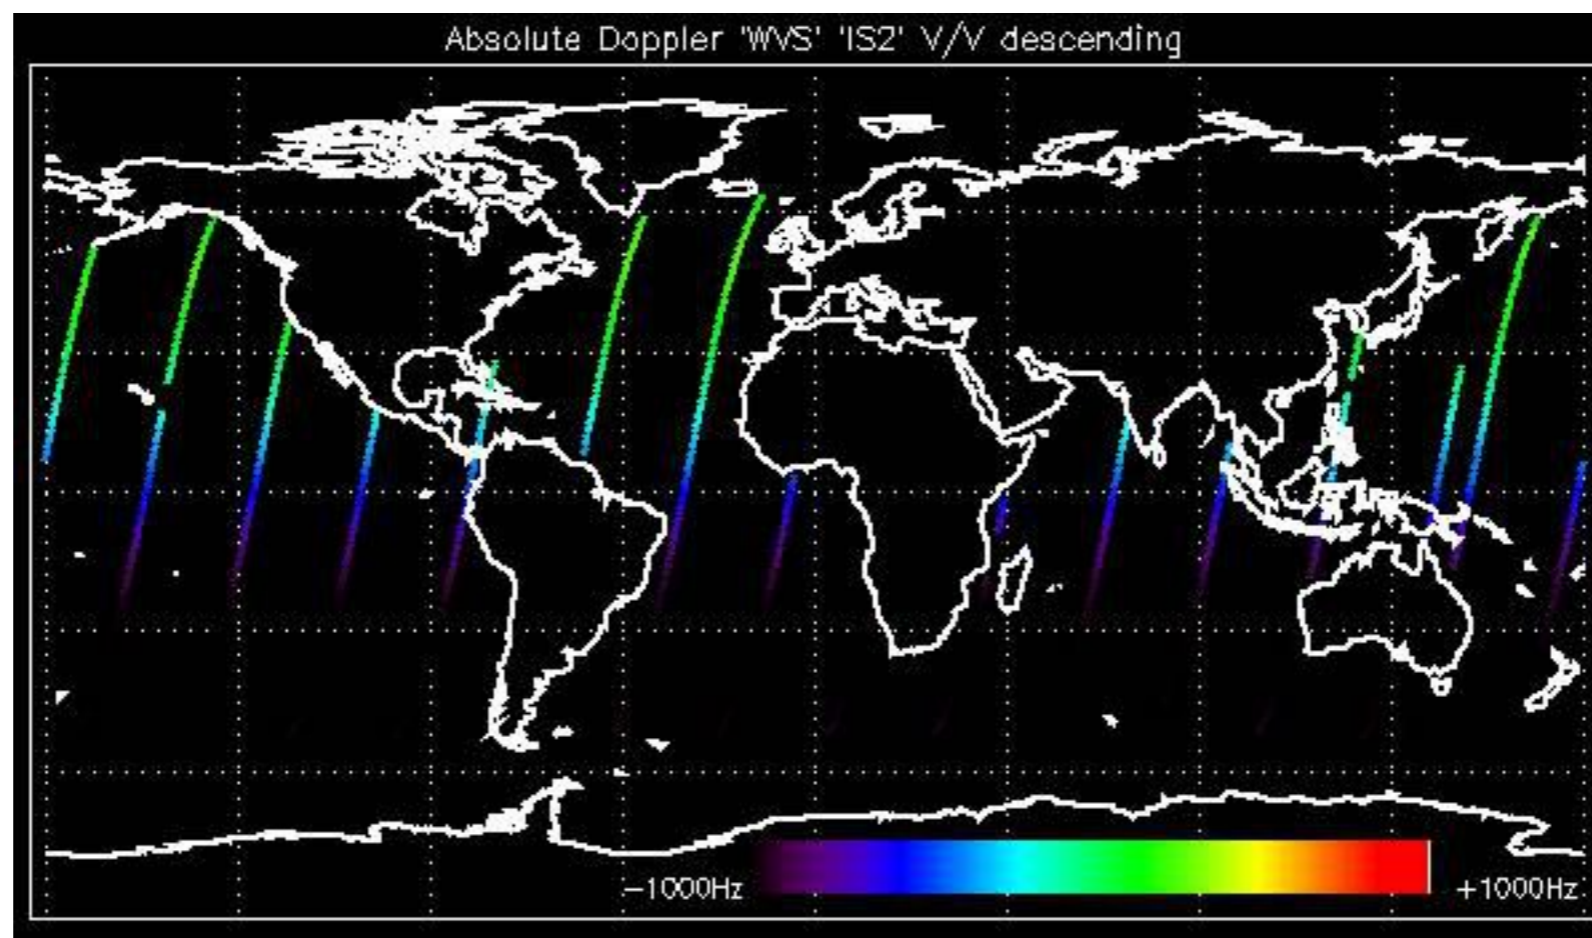 Absolute Doppler 'WVS' 'IS2' V/V descending
−1000Hz +1000Hz